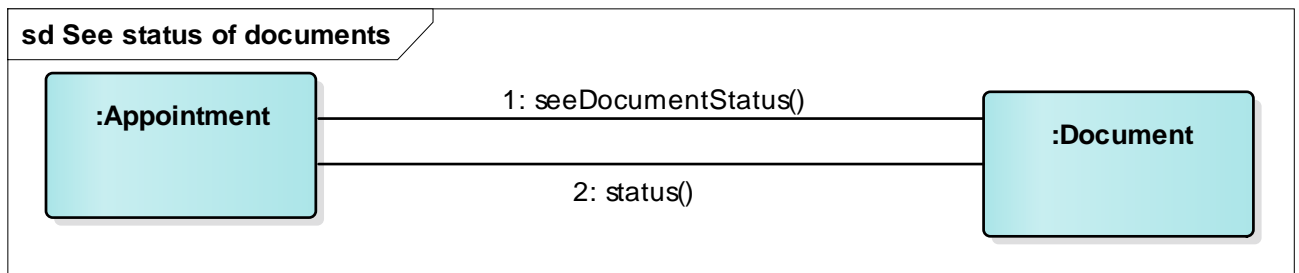 sd See status of documents
:Appointment
1: seeDocumentStatus()
:Document
2: status()